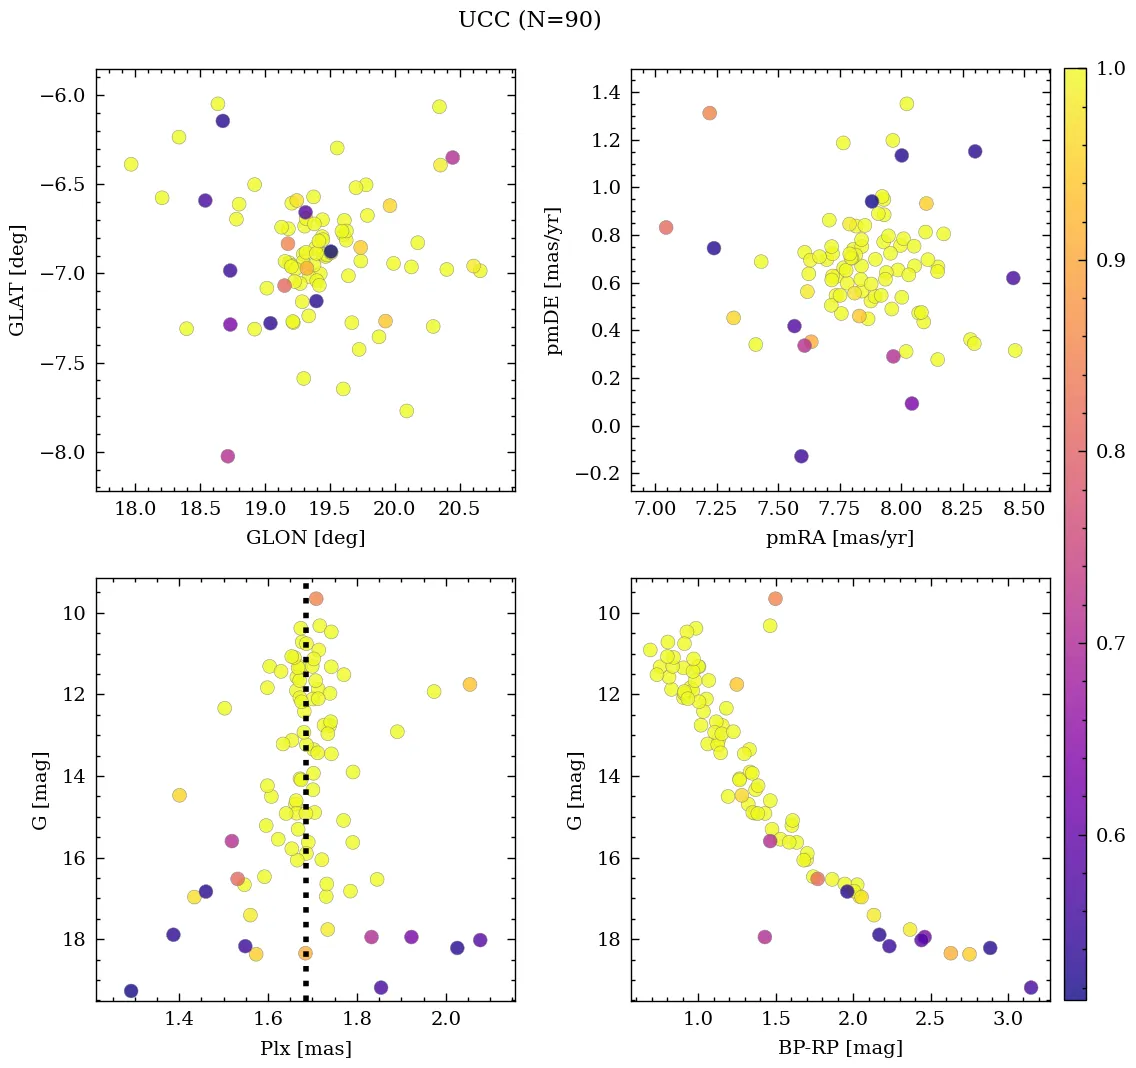 UCC (N=90)
−6.0
−6.5
−7.0
−7.5
−8.0
GLAT [deg]
18.0 18.5 19.0 19.5 20.0 20.5
GLON [deg]
1.4
1.2
1.0
0.8
0.6
0.4
0.2
0.0
−0.2
pmDE [mas/yr]
7.00 7.25 7.50 7.75 8.00 8.25 8.50
pmRA [mas/yr]
1.0
0.9
0.8
0.7
0.6
10
12
14
16
18
G [mag]
1.4 1.6 1.8 2.0
Plx [mas]
10
12
14
16
18
G [mag]
1.0 1.5 2.0 2.5 3.0
BP-RP [mag]